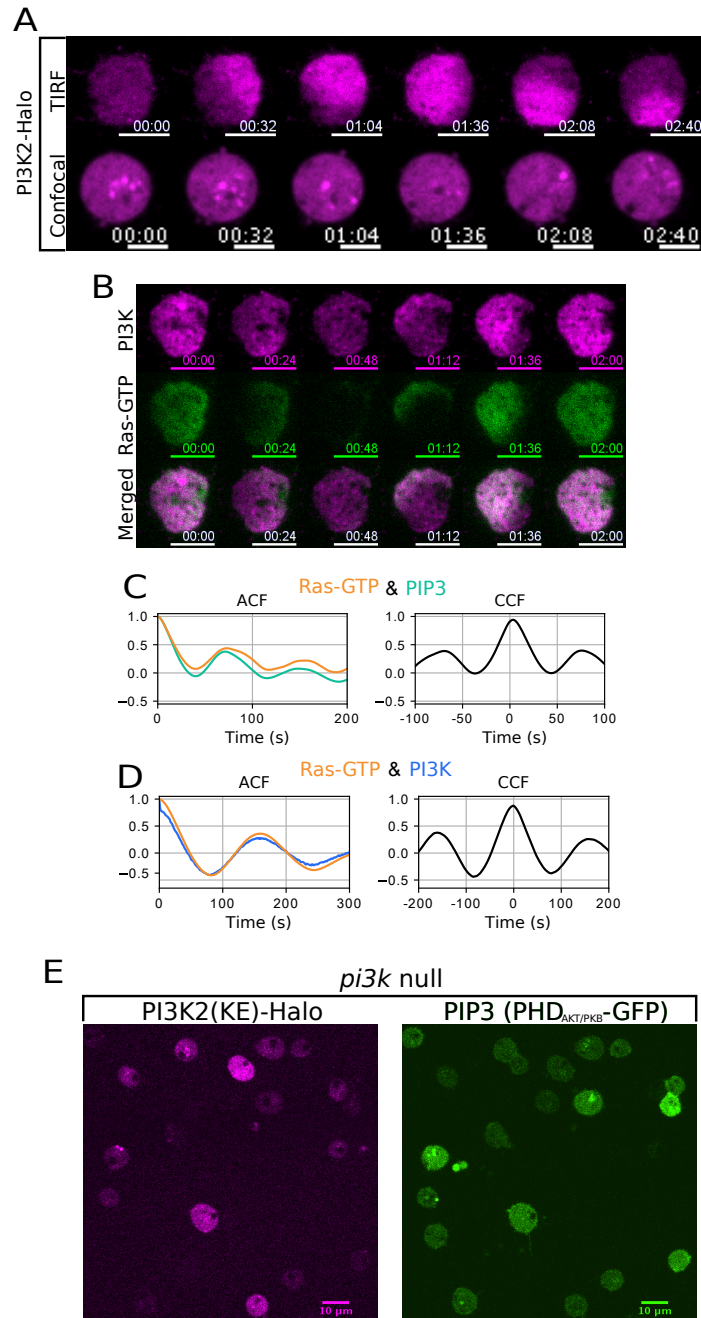 A
PI3K2-Halo
TIRF
00:00 00:32 01:04 01:36 02:08 02:40
Confocal
00:00 00:32 01:04 01:36 02:08 02:40
B
PI3K
00:00 00:24 00:48 01:12 01:36 02:00
Ras-GTP
00:00 00:24 00:48 01:12 01:36 02:00
Merged
00:00 00:24 00:48 01:12 01:36 02:00
C
Ras-GTP & PIP3
ACF CCF
1.0 1.0
0.5 0.5
0.0 0.0
−0.5 −0.5
0 100 200 -100 -50 0 50 100
Time (s) Time (s)
D
Ras-GTP & PI3K
ACF CCF
1.0 1.0
0.5 0.5
0.0 0.0
−0.5 −0.5
0 100 200 300 -200 -100 0 100 200
Time (s) Time (s)
E
pi3k null
PI3K2(KE)-Halo PIP3 (PHD AKT/PKB-GFP)
10 μm 10 μm